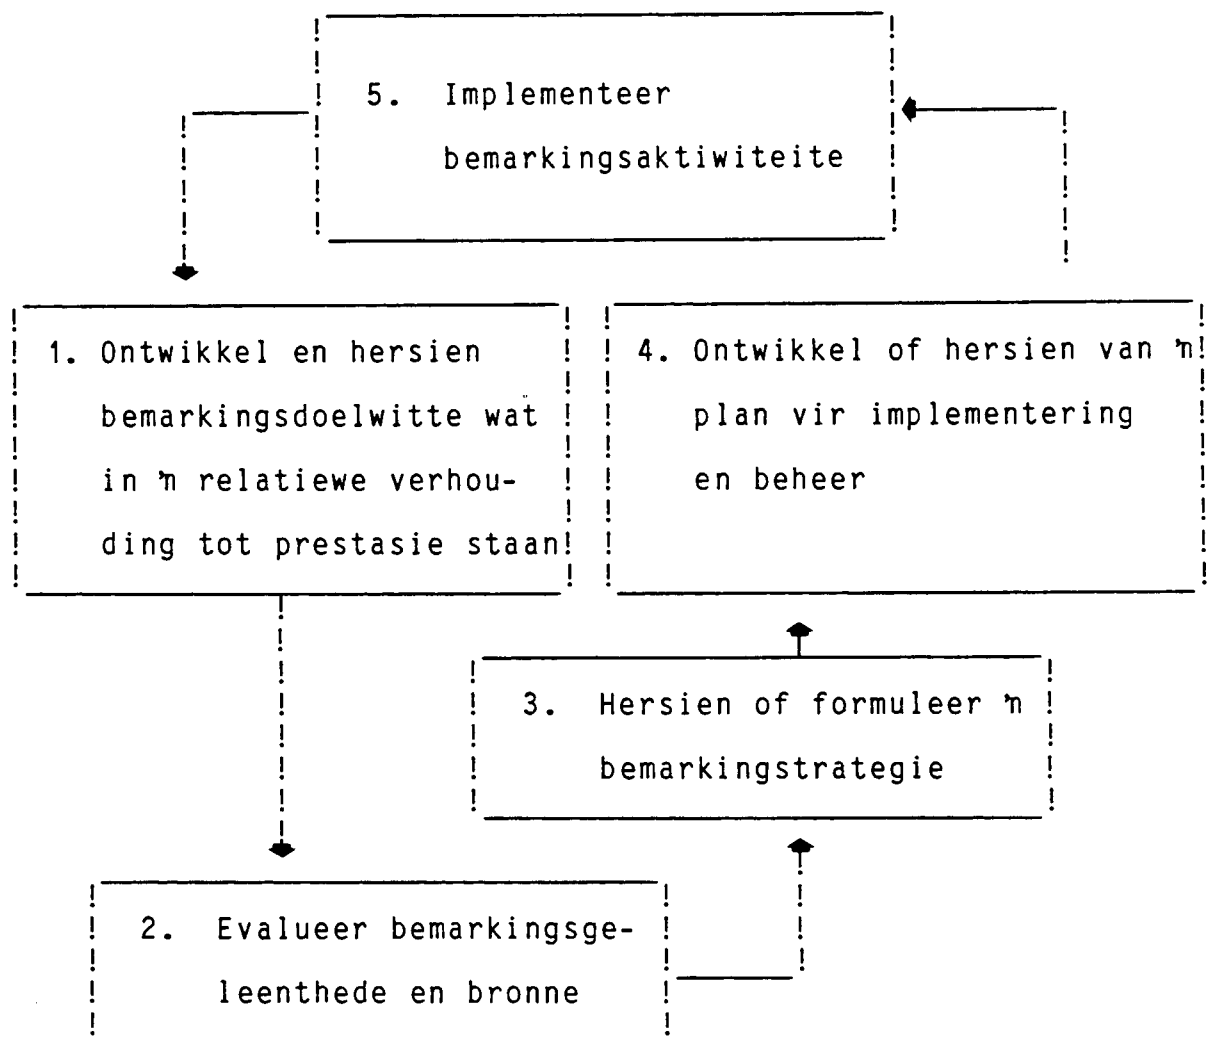 5. Implementeer
bemarkingsaktiwiteite
1. Ontwikkel en hersien
bemarkingsdoelwitte wat
in 'n relatiewe verhou-
ding tot prestasie staan
4. Ontwikkel of hersien van 'n
plan vir implementering
en beheer
3. Hersien of formuleer 'n
bemarkingstrategie
2. Evalueer bemarkingsge-
leenthede en bronne